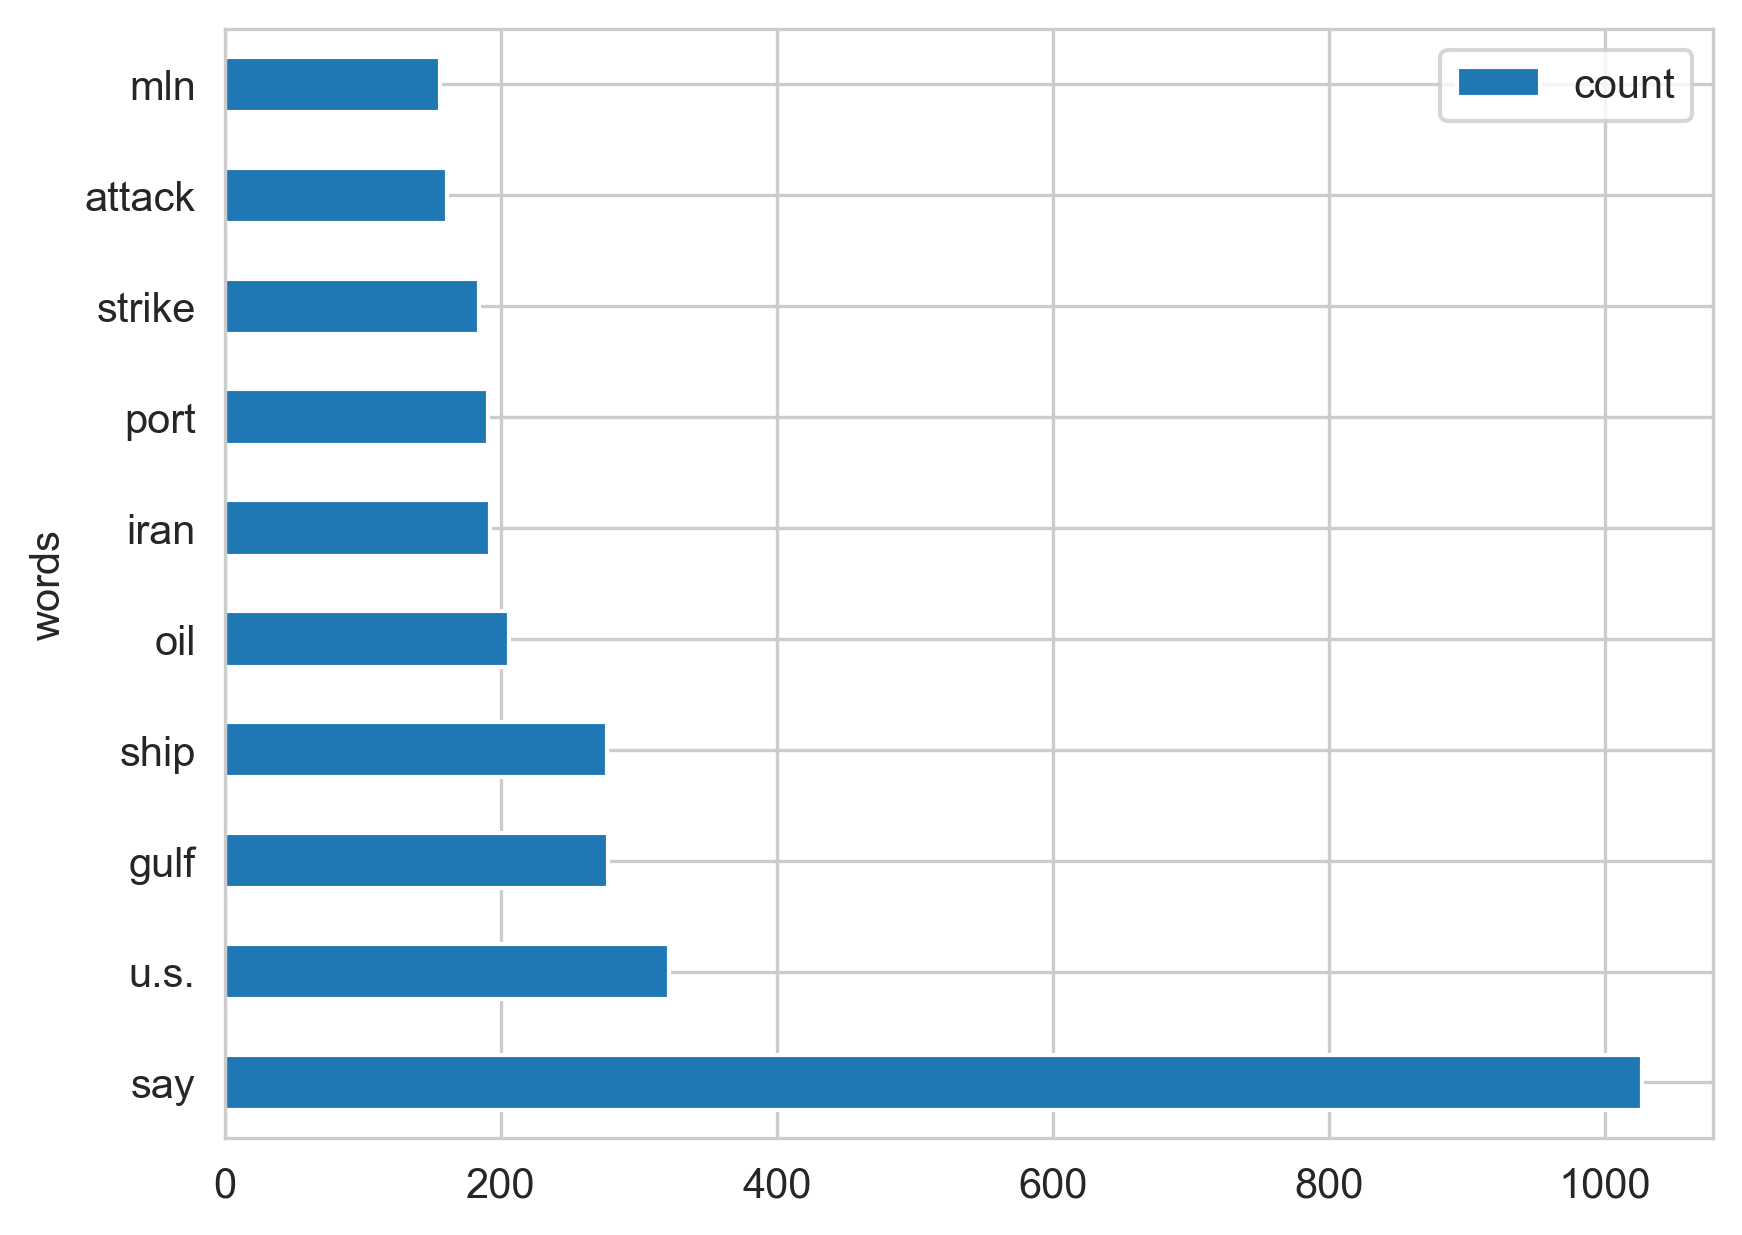 mln
count
attack
strike
port
iran
words
oil
ship
gulf
u.s.
say
0 200 400 600 800 1000